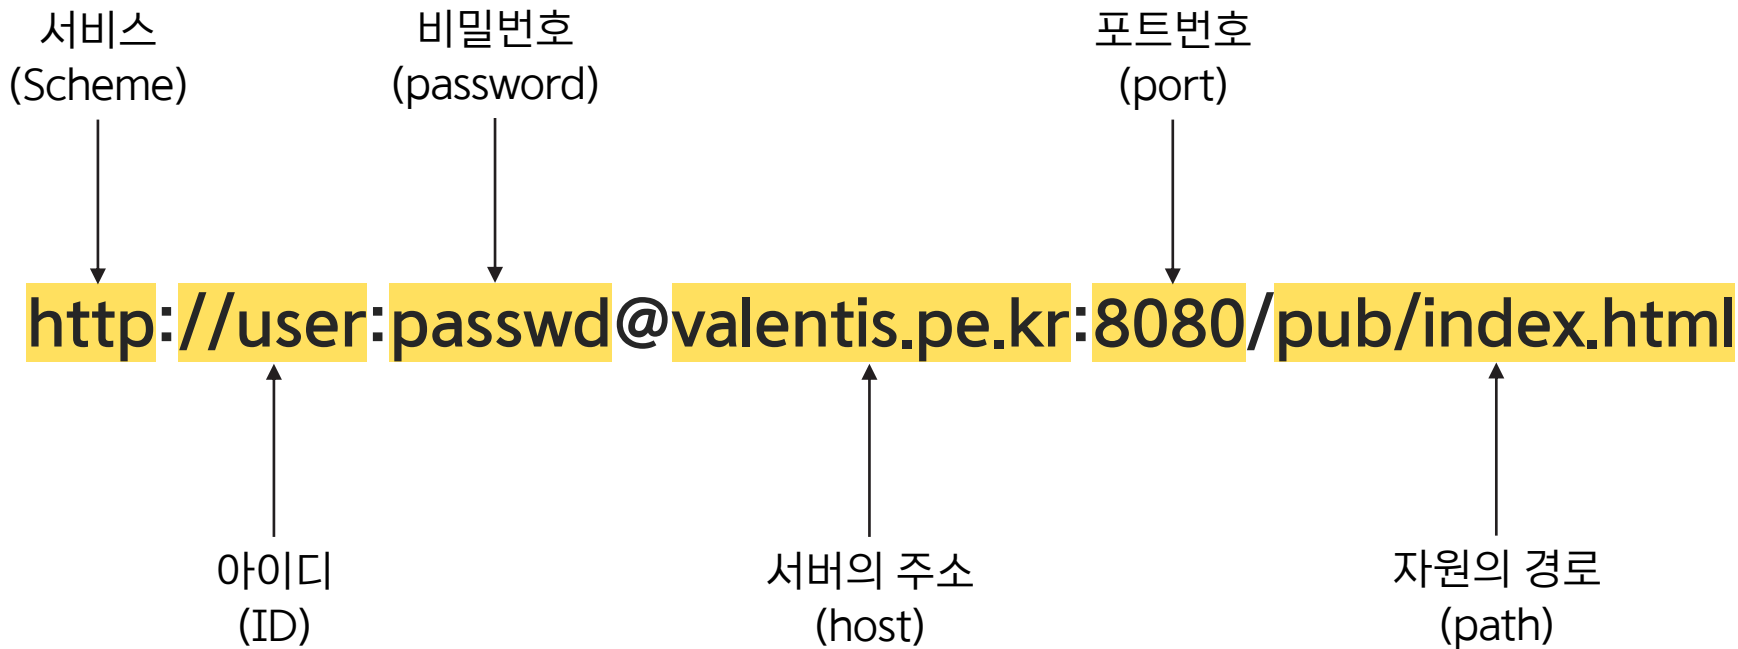 서비스
(Scheme)
비밀번호
(password)
포트번호
(port)
http://user:passwd@valentis.pe.kr:8080/pub/index.html
아이디
(ID)
서버의 주소
(host)
자원의 경로
(path)